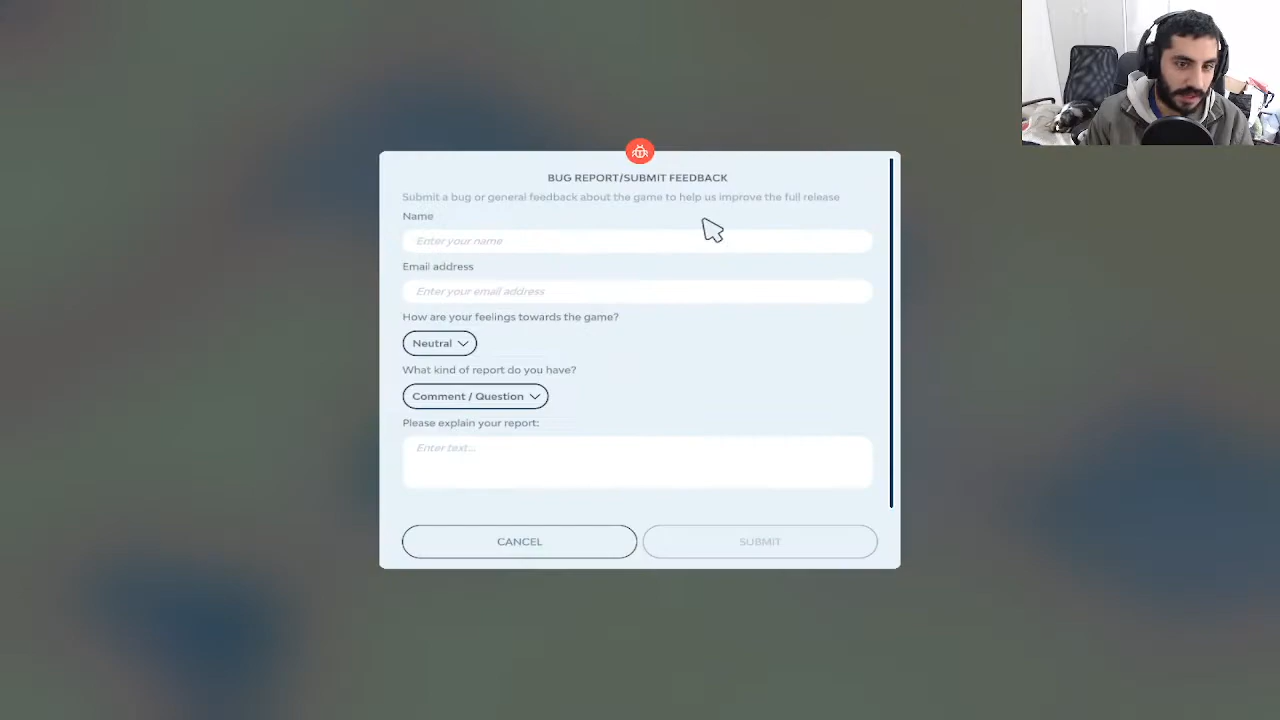 BUG REPORT/SUBMIT FEEDBACK
Submit a bug or general feedback about the game to help us improve the full release
Name
Enter your name
Email address
Enter your email address
How are your feelings towards the game?
Neutral
What kind of report do you have?
Comment / Question
Please explain your report:
Enter text...
CANCEL
SUBMIT